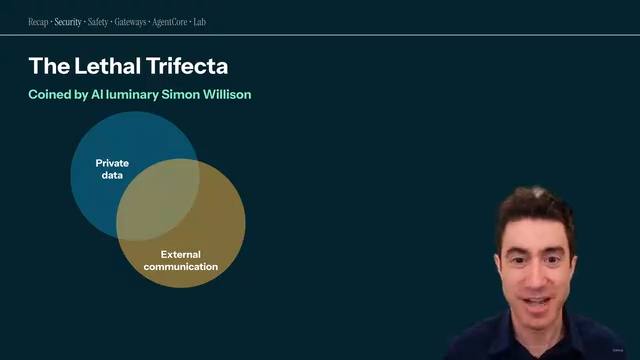 Recap • Security • Safety • Gateways • AgentCore • Lab
The Lethal Trifecta
Coined by AI luminary Simon Willison
Private
data
External
communication